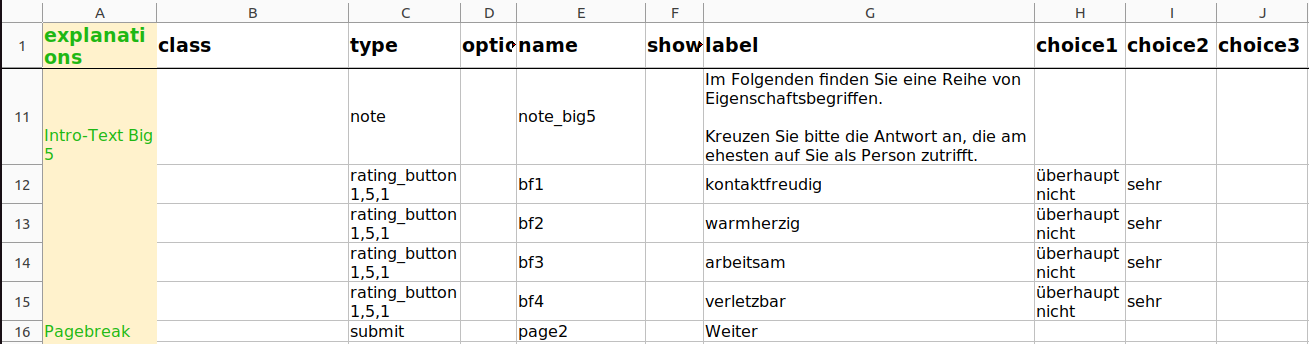 A B C D E F G H I J
1 explanati class type optic name show label choice1 choice2 choice3
ons
Im Folgenden finden Sie eine Reihe von
Eigenschaftsbegriffen.
11 note note_big5
Intro-Text Big Kreuzen Sie bitte die Antwort an, die am
5 ehesten auf Sie als Person zutrifft.
rating_button überhaupt
12 bf1 kontaktfreudig sehr
1,5,1 nicht
rating_button überhaupt
13 bf2 warmherzig sehr
1,5,1 nicht
rating_button überhaupt
14 bf3 arbeitsam sehr
1,5,1 nicht
rating_button überhaupt
15 bf4 verletzbar sehr
1,5,1 nicht
16 Pagebreak submit page2 Weiter